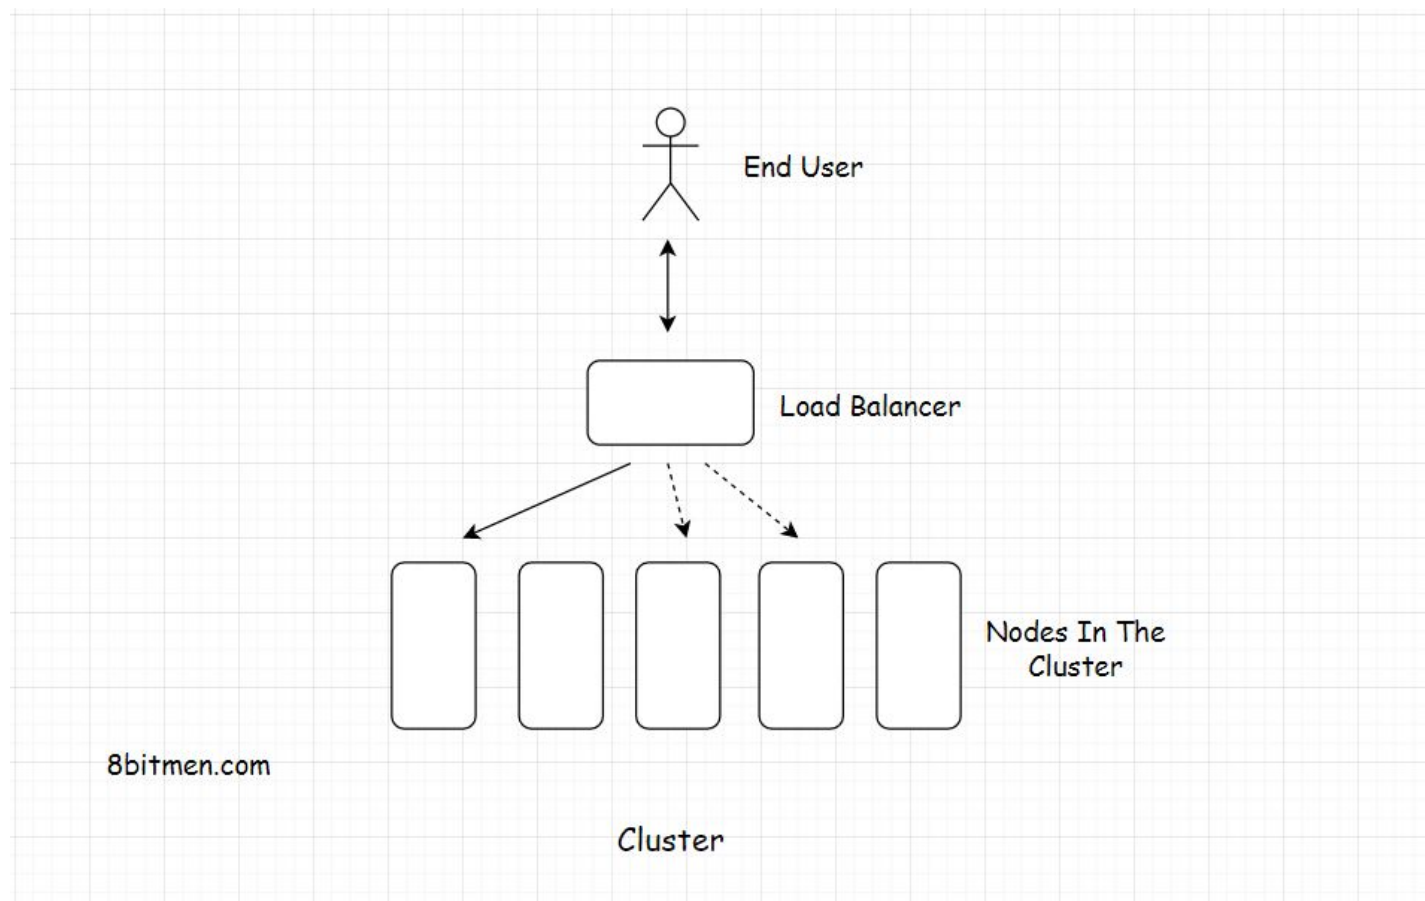 End User
Load Balancer
Nodes In The
Cluster
8bitmen.com
Cluster